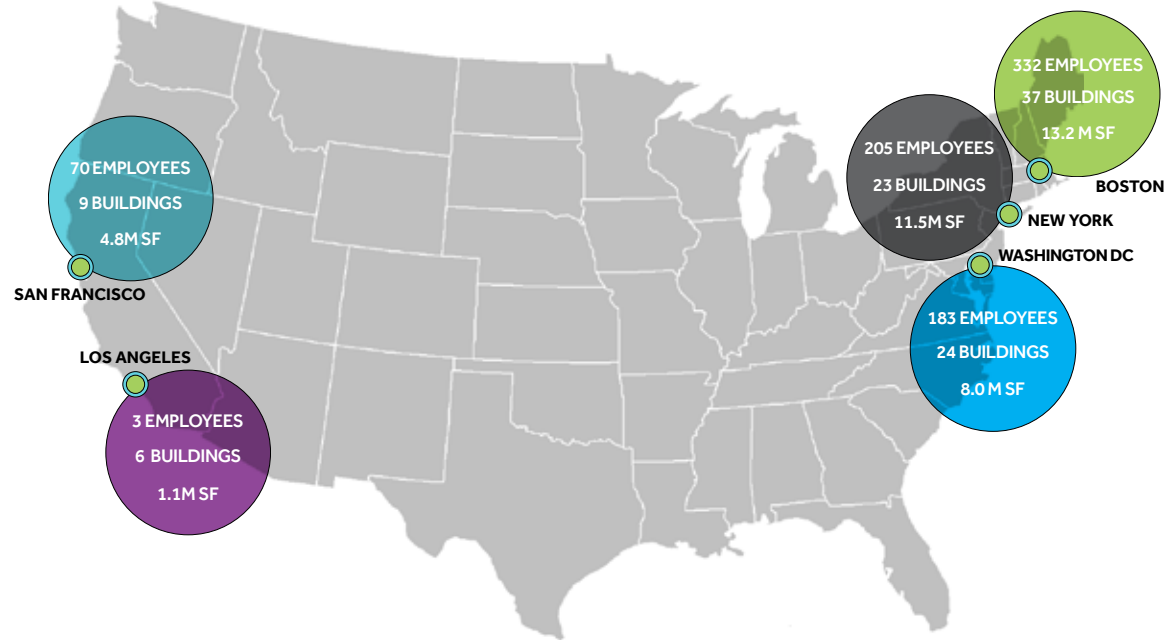 332 EMPLOYEES
37 BUILDINGS
13.2 M SF
BOSTON
205 EMPLOYEES
23 BUILDINGS
11.5M SF
NEW YORK
70 EMPLOYEES
9 BUILDINGS
4.8M SF
SAN FRANCISCO
WASHINGTON DC
183 EMPLOYEES
24 BUILDINGS
8.0 M SF
LOS ANGELES
3 EMPLOYEES
6 BUILDINGS
1.1M SF